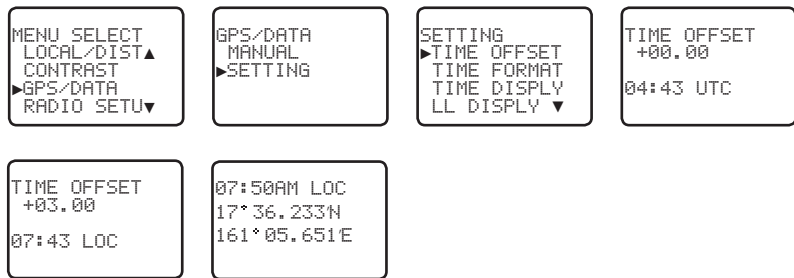 MENU SELECT
LOCAL/DIST▲
CONTRAST
►GPS/DATA
RADIO SETU▼
GPS/DATA
MANUAL
►SETTING
SETTING
►TIME OFFSET
TIME FORMAT
TIME DISPLY
LL DISPLY ▼
TIME OFFSET
+00.00
04:43 UTC
TIME OFFSET
+03.00
07:43 LOC
07:50AM LOC
17°36.233'N
161°05.651'E